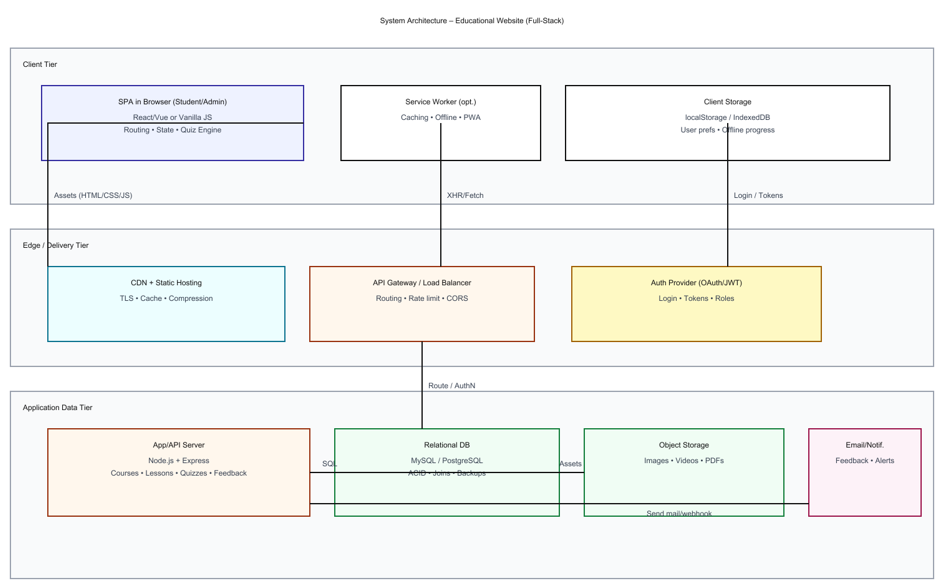 System Architecture – Educational Website (Full-Stack)
Client Tier
SPA in Browser (Student/Admin)
React/Vue or Vanilla JS
Routing • State • Quiz Engine
Service Worker (opt.)
Caching • Offline • PWA
Client Storage
localStorage / IndexedDB
User prefs • Offline progress
Assets (HTML/CSS/JS)
XHR/Fetch
Login / Tokens
Edge / Delivery Tier
CDN + Static Hosting
TLS • Cache • Compression
API Gateway / Load Balancer
Routing • Rate limit • CORS
Auth Provider (OAuth/JWT)
Login • Tokens • Roles
Route / AuthN
Application Data Tier
App/API Server
Node.js + Express
Courses • Lessons • Quizzes • Feedback
SQL
Relational DB
MySQL / PostgreSQL
ACID • Joins • Backups
Assets
Object Storage
Images • Videos • PDFs
Send mail/webhook
Email/Notif.
Feedback • Alerts